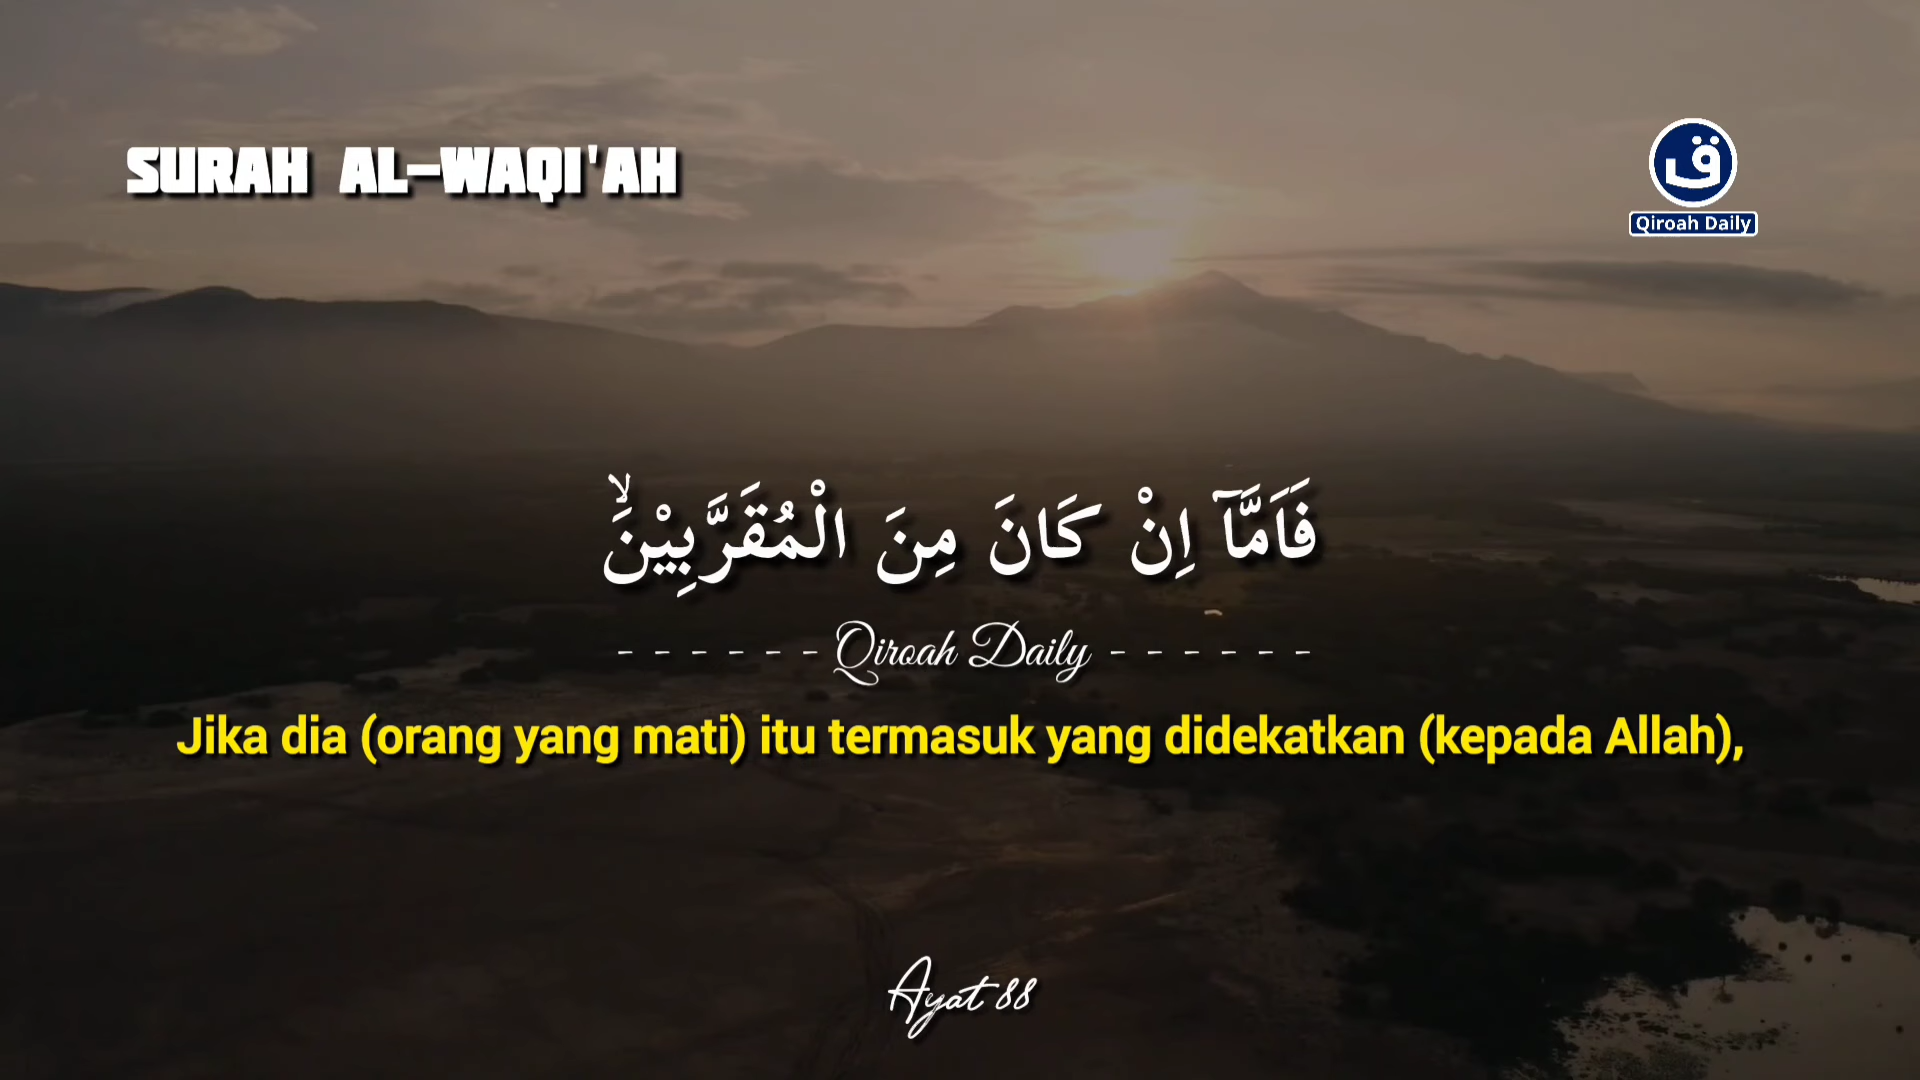 SURAH AL-WAQI'AH
ق
Qiroah Daily
فَاَمَّآ اِنْ كَانَ مِنَ الْمُقَرَّبِيْنَۙ
- - - - - - Qiroah Daily - - - - - -
Jika dia (orang yang mati) itu termasuk yang didekatkan (kepada Allah),
Ayat 88